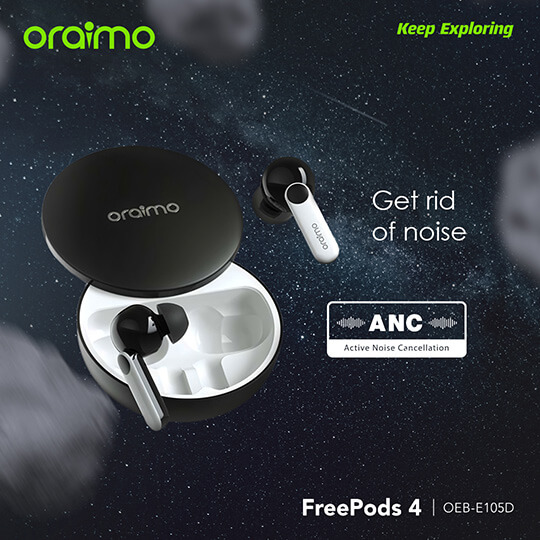 oraimo
Keep Exploring
oraimo
oraimo
Get rid
of noise
ANC
Active Noise Cancellation
FreePods 4 | OEB-E105D